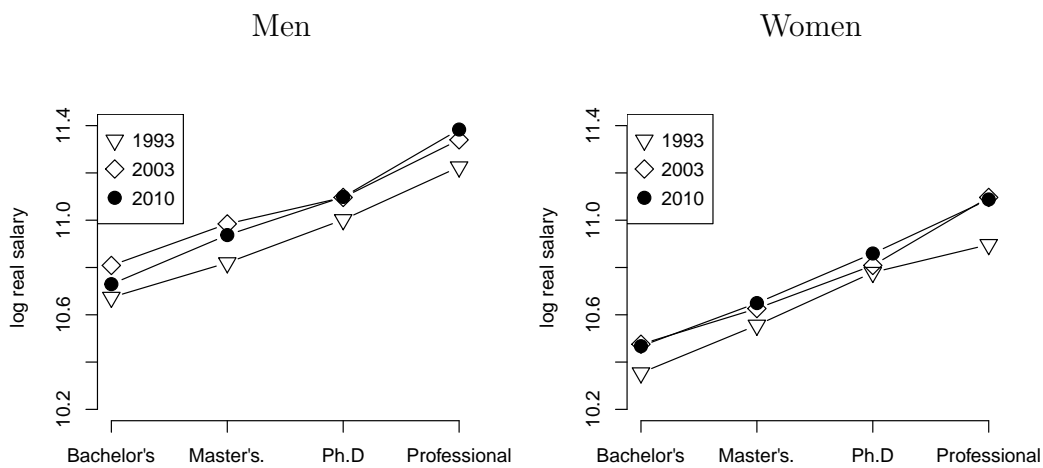 Men
log real salary
11.4
11.0
10.6
10.2
1993
2003
2010
Bachelor's Master's. Ph.D Professional
Women
log real salary
11.4
11.0
10.6
10.2
1993
2003
2010
Bachelor's Master's. Ph.D Professional